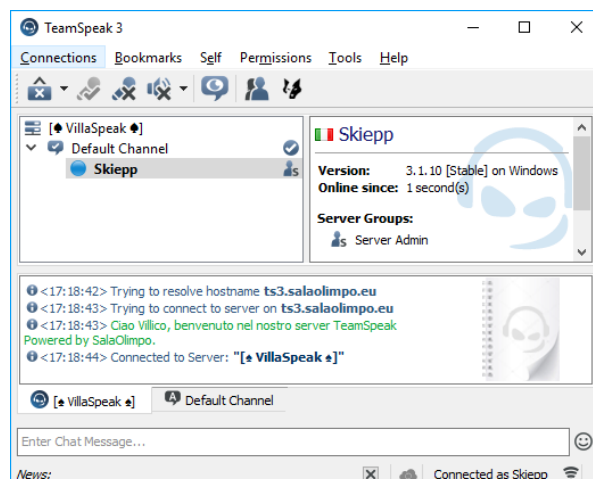 TeamSpeak 3
Connections Bookmarks Self Permissions Tools Help
[♠ VillaSpeak ♠]
Default Channel
Skiepp
Skiepp
Version: 3.1.10 [Stable] on Windows
Online since: 1 second(s)
Server Groups:
Server Admin
<17:18:42> Trying to resolve hostname ts3.salaolimpo.eu
<17:18:43> Trying to connect to server on ts3.salaolimpo.eu
<17:18:43> Ciao Villico, benvenuto nel nostro server TeamSpeak
Powered by SalaOlimpo.
<17:18:44> Connected to Server: "[♠ VillaSpeak ♠]"
[♠ VillaSpeak ♠] Default Channel
Enter Chat Message...
News: Connected as Skiepp